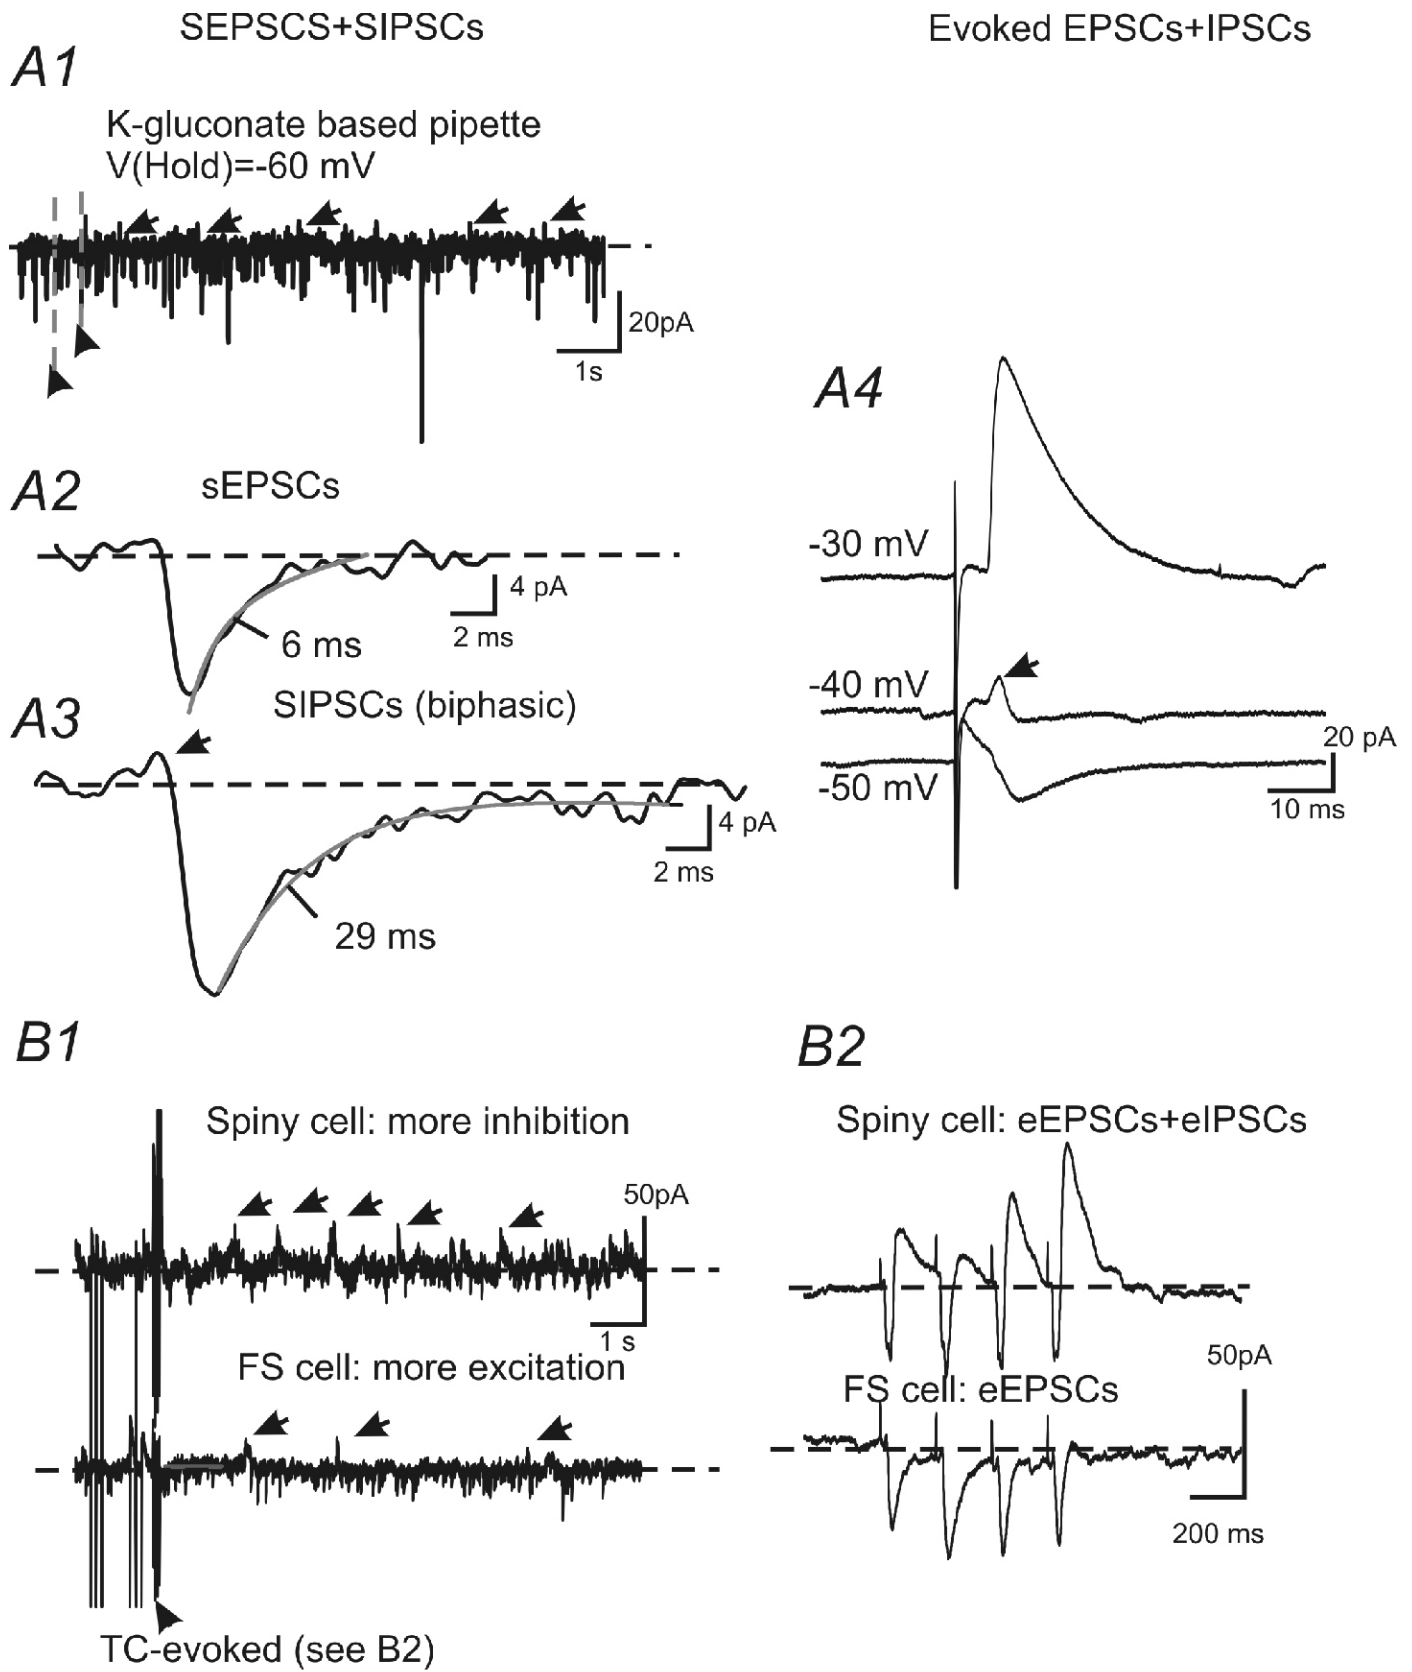 SEPSCS+SIPSCs
Evoked EPSCs+IPSCs
A1
K-gluconate based pipette
V(Hold)=-60 mV
20pA
1s
A2
sEPSCs
4 pA
2 ms
6 ms
A3
SIPSCs (biphasic)
4 pA
2 ms
29 ms
A4
-30 mV
-40 mV
20 pA
-50 mV
10 ms
B1
Spiny cell: more inhibition
50pA
1 s
FS cell: more excitation
TC-evoked (see B2)
B2
Spiny cell: eEPSCs+eIPSCs
50pA
FS cell: eEPSCs
200 ms